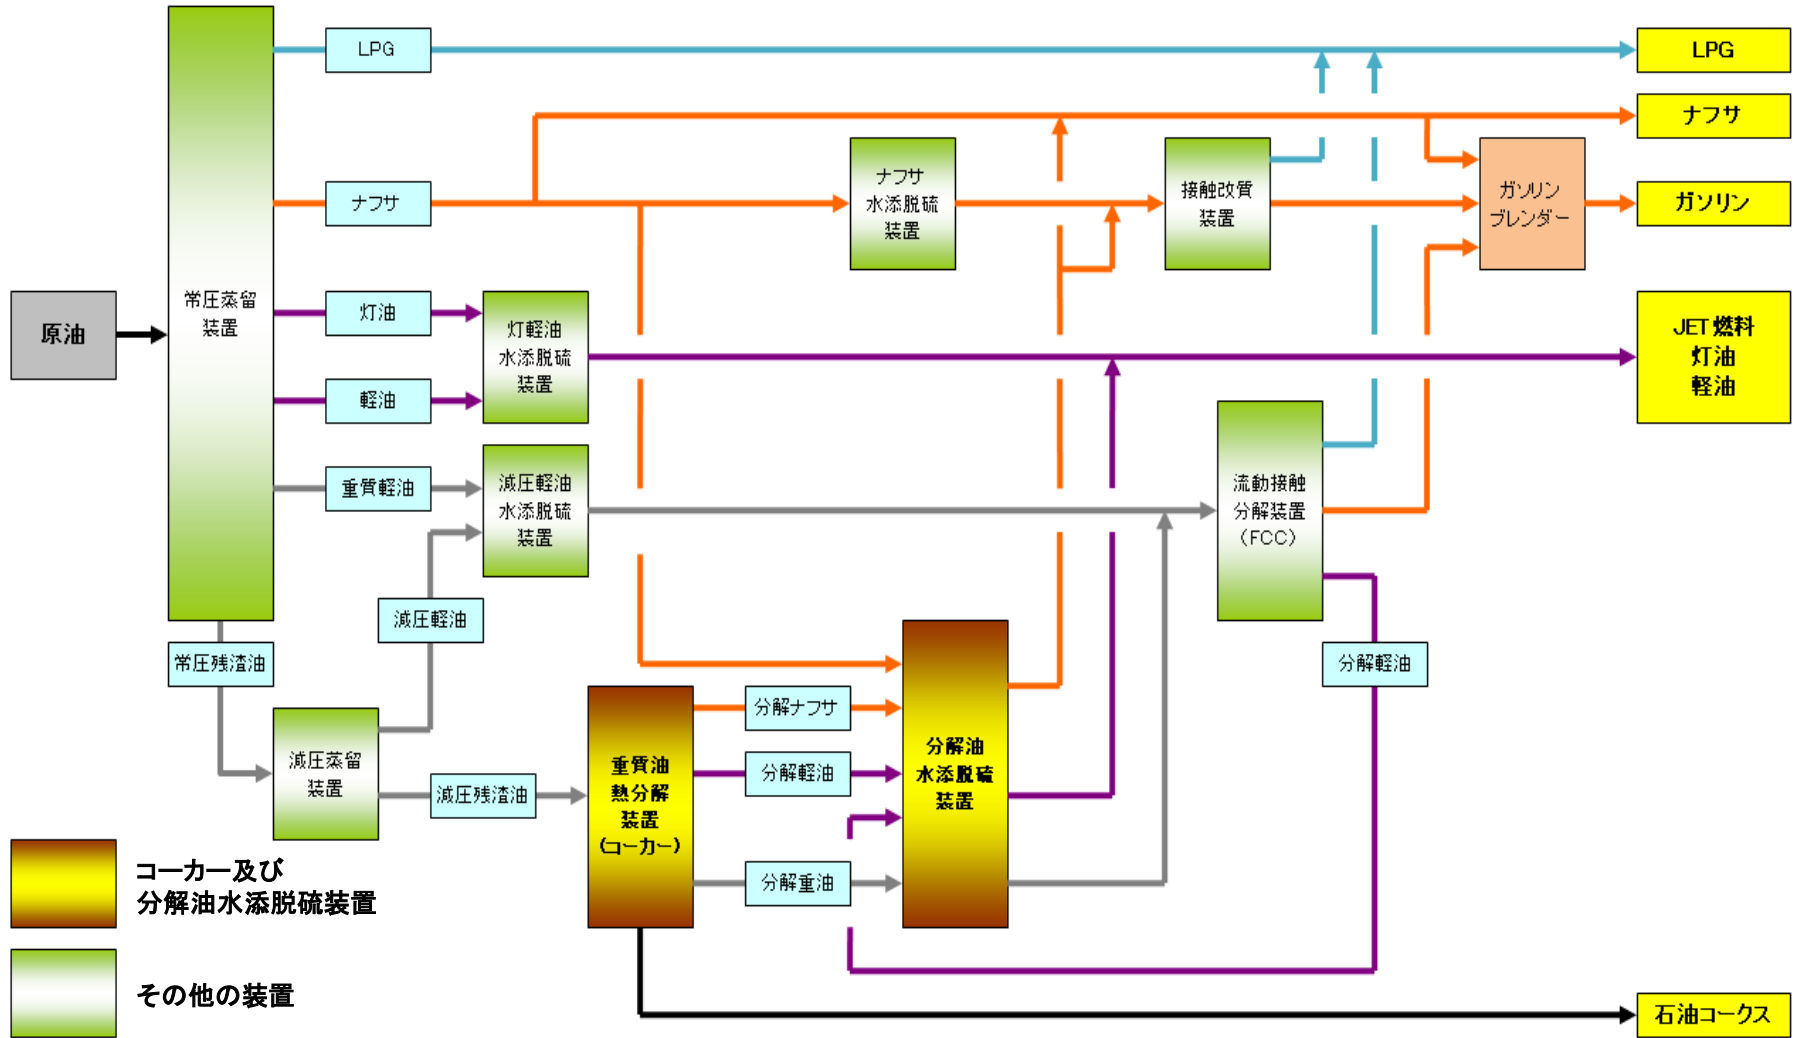 LPG
LPG
ナフサ
ナフサ
水添脱硫
装置
接触改質
装置
ガソリン
ブレンダー
ナフサ
ガソリン
原油
常圧蒸留
装置
灯油
軽油
灯軽油
水添脱硫
装置
JET燃料
灯油
軽油
重質軽油
減圧軽油
水添脱硫
装置
流動接触
分解装置
(FCC)
減圧軽油
常圧残渣油
分解軽油
減圧蒸留
装置
減圧残渣油
重質油
熱分解
装置
(コーカー)
分解ナフサ
分解軽油
分解重油
分解油
水添脱硫
装置
コーカー及び
分解油水添脱硫装置
その他の装置
石油コークス